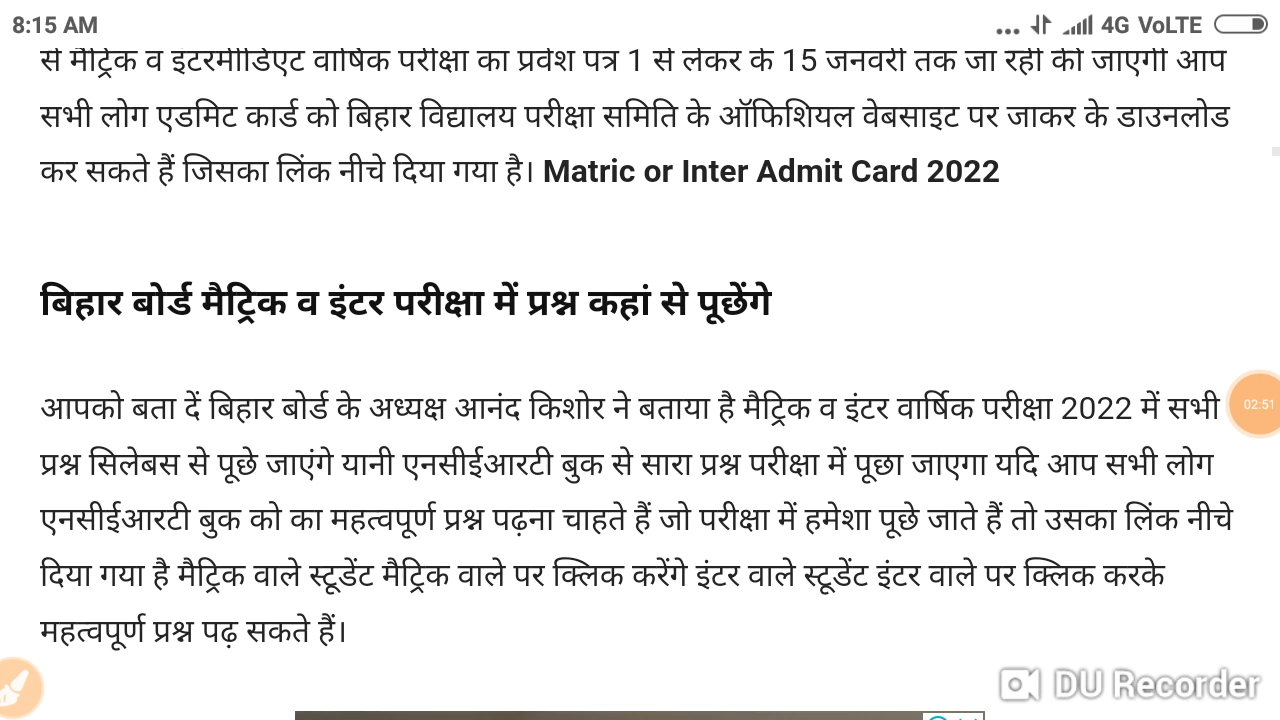 8:15 AM
4G VoLTE
से मैट्रिक व इंटरमीडिएट वार्षिक परीक्षा का प्रवेश पत्र 1 से लेकर के 15 जनवरी तक जा रही की जाएगी आप
सभी लोग एडमिट कार्ड को बिहार विद्यालय परीक्षा समिति के ऑफिशियल वेबसाइट पर जाकर के डाउनलोड
कर सकते हैं जिसका लिंक नीचे दिया गया है। Matric or Inter Admit Card 2022
बिहार बोर्ड मैट्रिक व इंटर परीक्षा में प्रश्न कहां से पूछेंगे
आपको बता दें बिहार बोर्ड के अध्यक्ष आनंद किशोर ने बताया है मैट्रिक व इंटर वार्षिक परीक्षा 2022 में सभी
02:51
प्रश्न सिलेबस से पूछे जाएंगे यानी एनसीईआरटी बुक से सारा प्रश्न परीक्षा में पूछा जाएगा यदि आप सभी लोग
एनसीईआरटी बुक को का महत्वपूर्ण प्रश्न पढ़ना चाहते हैं जो परीक्षा में हमेशा पूछे जाते हैं तो उसका लिंक नीचे
दिया गया है मैट्रिक वाले स्टूडेंट मैट्रिक वाले पर क्लिक करेंगे इंटर वाले स्टूडेंट इंटर वाले पर क्लिक करके
महत्वपूर्ण प्रश्न पढ़ सकते हैं।
DU Recorder